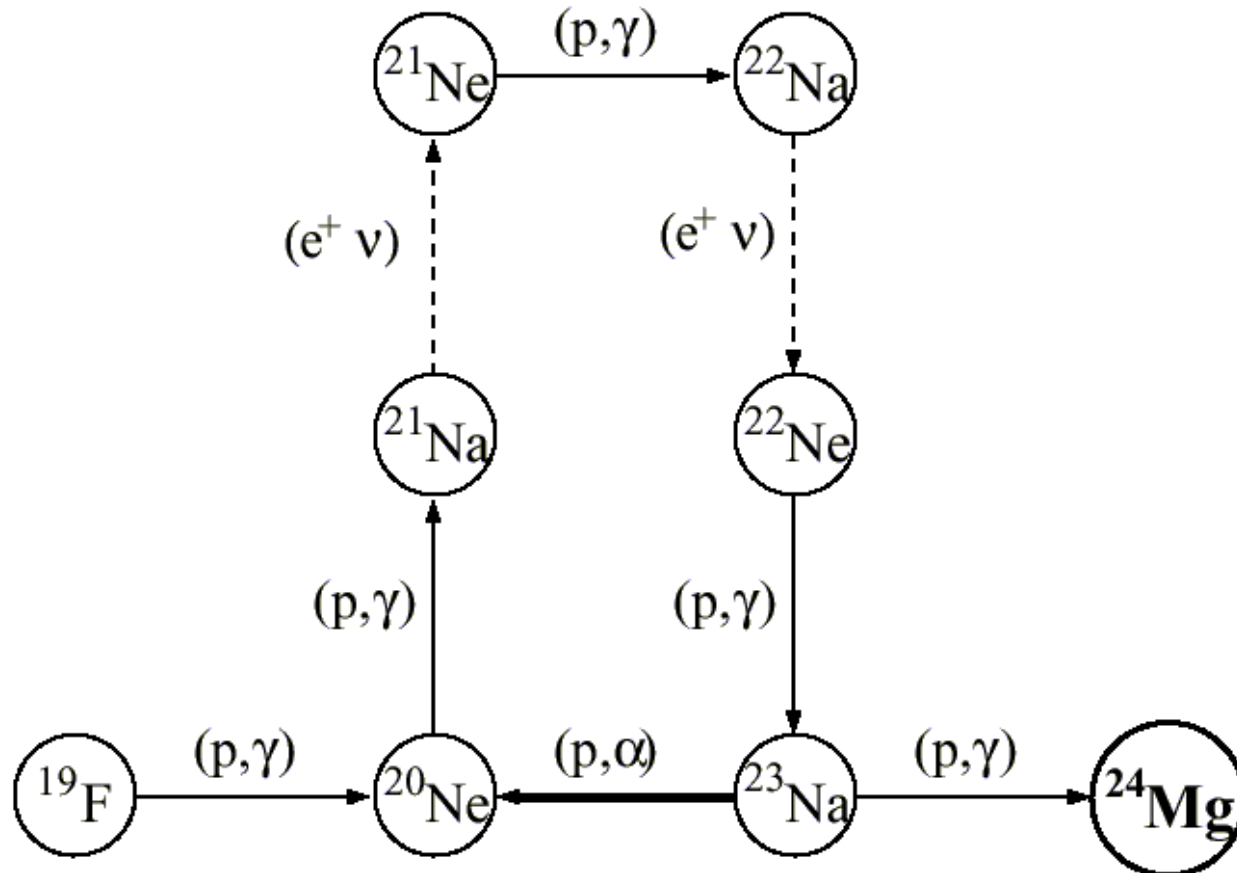 (p,γ)
²¹Ne ²²Na
(e⁺ ν) (e⁺ ν)
²¹Na ²²Ne
(p,γ) (p,γ)
(p,γ) (p,α) (p,γ)
¹⁹F ²⁰Ne ²³Na ²⁴Mg